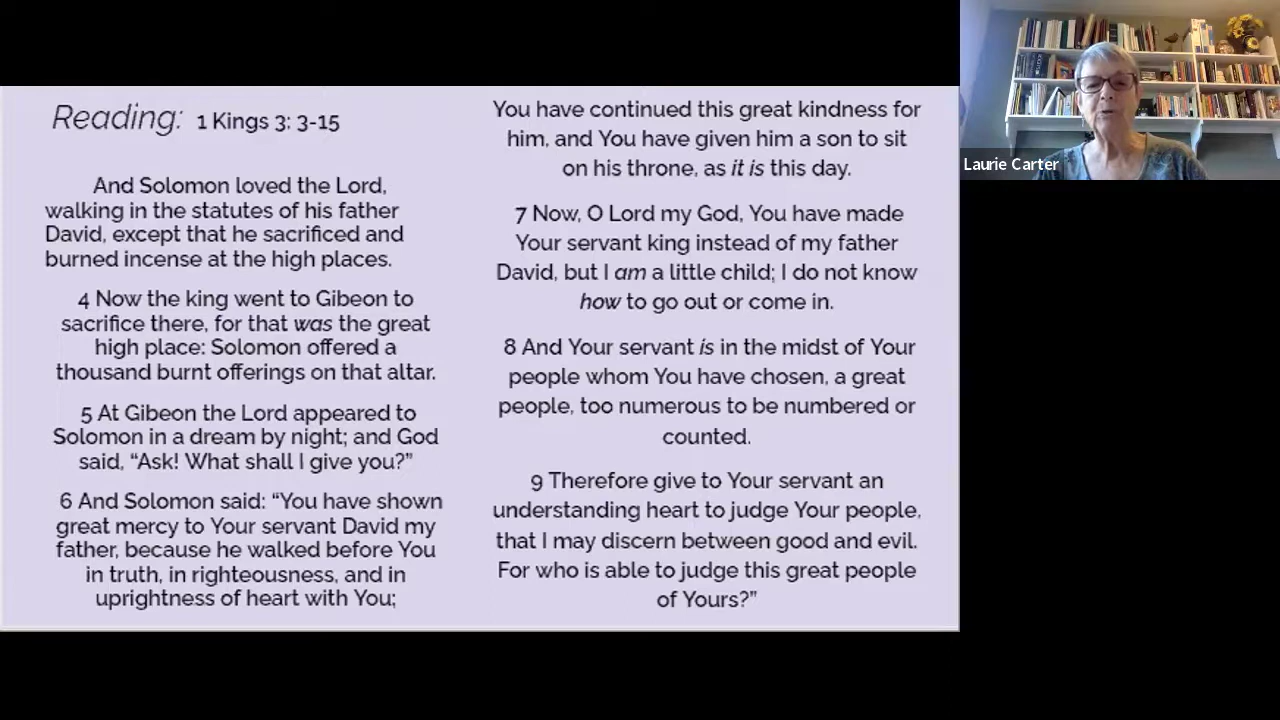 Reading: 1 Kings 3: 3-15
And Solomon loved the Lord,
walking in the statutes of his father
David, except that he sacrificed and
burned incense at the high places.
4 Now the king went to Gibeon to
sacrifice there, for that was the great
high place: Solomon offered a
thousand burnt offerings on that altar.
5 At Gibeon the Lord appeared to
Solomon in a dream by night; and God
said, “Ask! What shall I give you?”
6 And Solomon said: “You have shown
great mercy to Your servant David my
father, because he walked before You
in truth, in righteousness, and in
uprightness of heart with You;
You have continued this great kindness for
him, and You have given him a son to sit
on his throne, as it is this day.
7 Now, O Lord my God, You have made
Your servant king instead of my father
David, but I am a little child; I do not know
how to go out or come in.
8 And Your servant is in the midst of Your
people whom You have chosen, a great
people, too numerous to be numbered or
counted.
9 Therefore give to Your servant an
understanding heart to judge Your people,
that I may discern between good and evil.
For who is able to judge this great people
of Yours?”
Laurie Carter